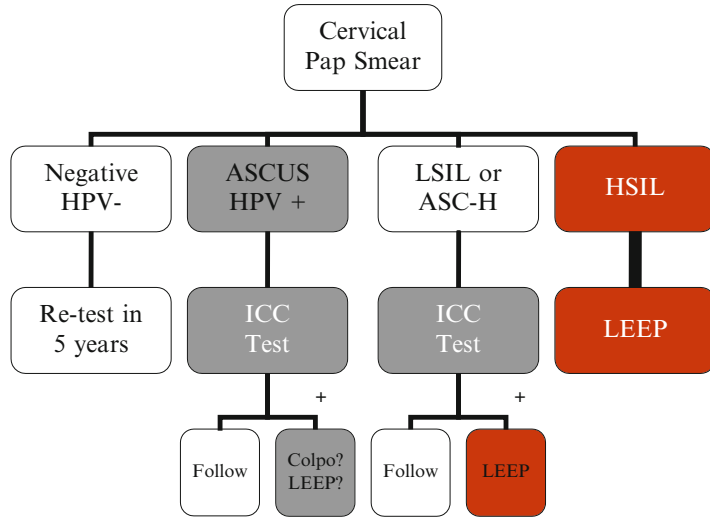 Cervical
Pap Smear
Negative
HPV-
ASCUS
HPV +
LSIL or
ASC-H
HSIL
Re-test in
5 years
ICC
Test
ICC
Test
LEEP
+
+
Follow
Colpo?
LEEP?
Follow
LEEP